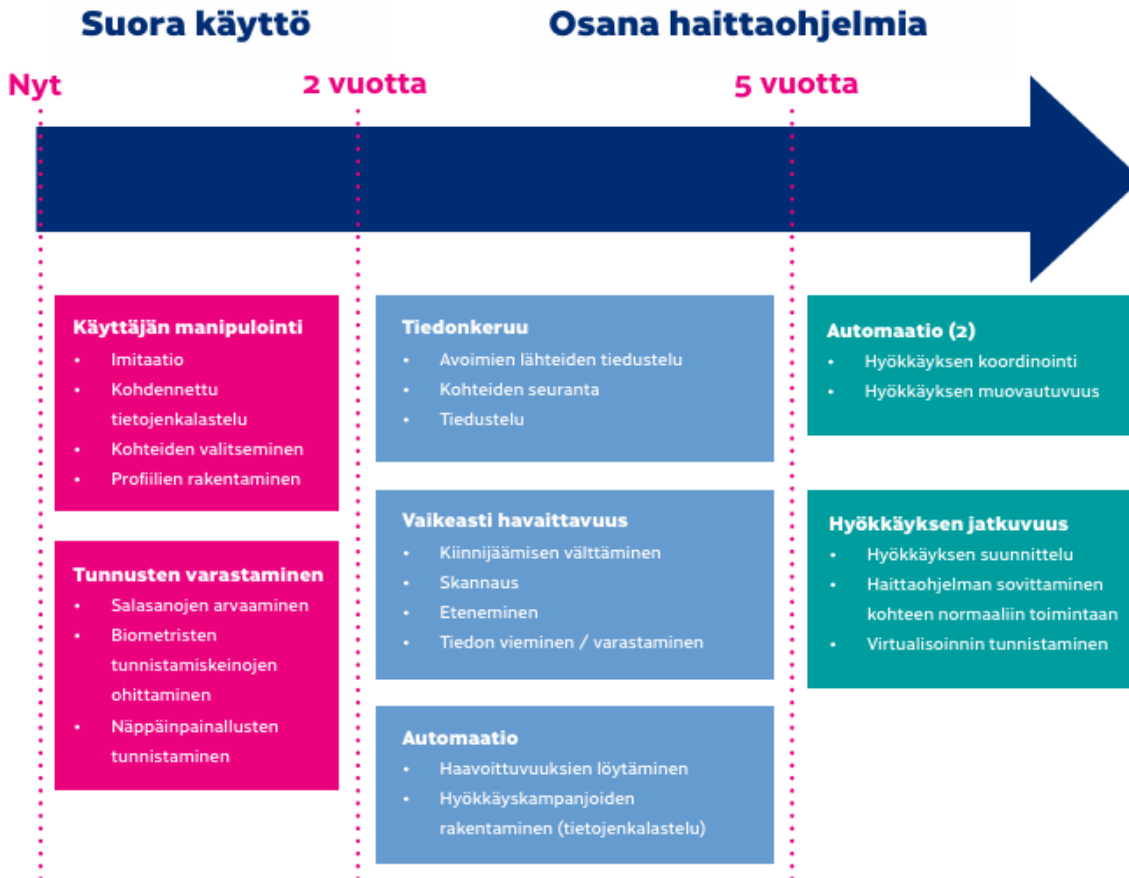 Suora käyttö
Osana haittaohjelmia
Nyt
2 vuotta
5 vuotta
Käyttäjän manipulointi
• Imitaatio
• Kohdennettu
tietojenkalastelu
• Kohteiden valitseminen
• Profiilien rakentaminen
Tunnusten varastaminen
• Salasanojen arvaaminen
• Biometristen
tunnistamiskeinojen
ohittaminen
• Näppäinpainallusten
tunnistaminen
Tiedonkeruu
• Avoimien lähteiden tiedustelu
• Kohteiden seuranta
• Tiedustelu
Vaikeasti havaittavuus
• Kiinnijäämisen välttäminen
• Skannaus
• Eteneminen
• Tiedon vieminen / varastaminen
Automaatio
• Haavoittuvuuksien löytäminen
• Hyökkäyskampanjoiden
rakentaminen (tietojenkalastelu)
Automaatio (2)
• Hyökkäyksen koordinointi
• Hyökkäyksen muovautuvuus
Hyökkäyksen jatkuvuus
• Hyökkäyksen suunnittelu
• Haittaohjelman sovittaminen
kohteen normaaliin toimintaan
• Virtualisoinnin tunnistaminen